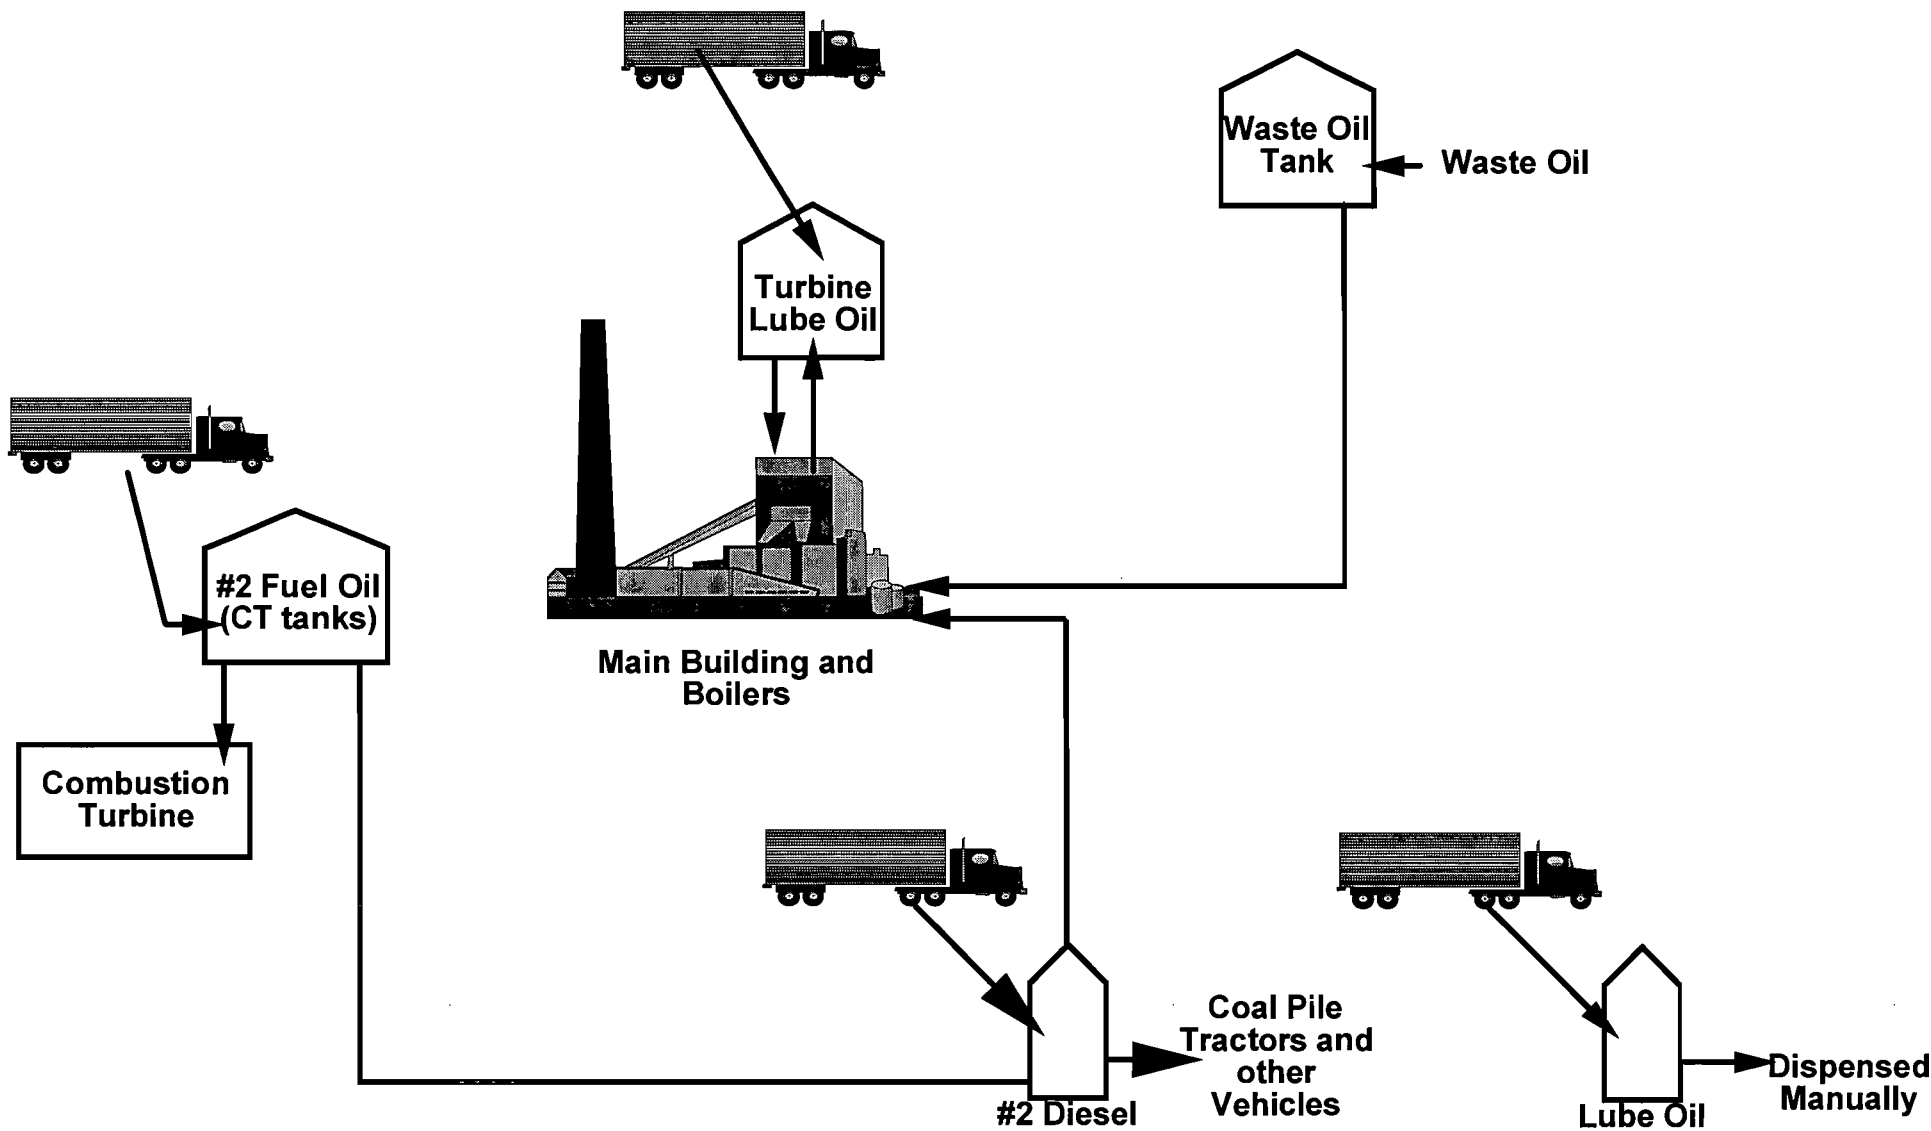 Waste Oil
Tank
Waste Oil
Turbine
Lube Oil
#2 Fuel Oil
(CT tanks)
Main Building and
Boilers
Combustion
Turbine
Coal Pile
Tractors and
other
Vehicles
#2 Diesel
Dispensed
Manually
Lube Oil